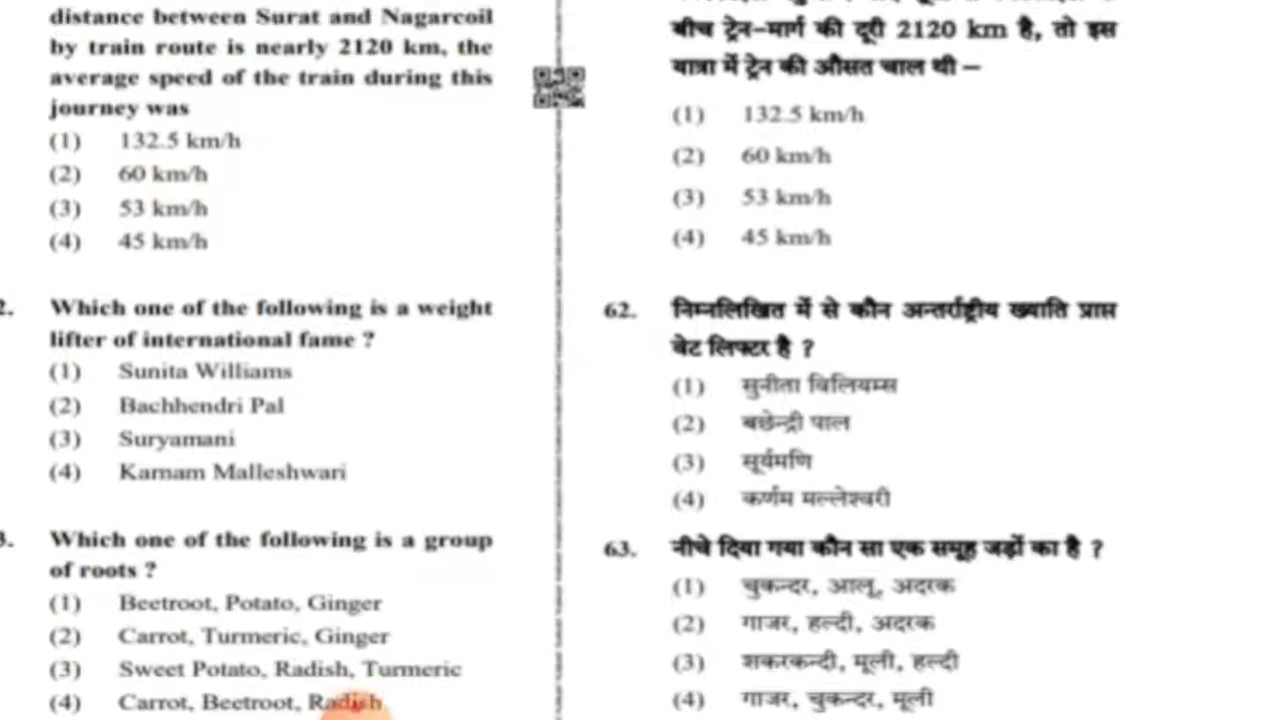 distance between Surat and Nagarcoil
by train route is nearly 2120 km, the
average speed of the train during this
journey was
(1) 132.5 km/h
(2) 60 km/h
(3) 53 km/h
(4) 45 km/h
2. Which one of the following is a weight
lifter of international fame ?
(1) Sunita Williams
(2) Bachhendri Pal
(3) Suryamani
(4) Karnam Malleshwari
3. Which one of the following is a group
of roots ?
(1) Beetroot, Potato, Ginger
(2) Carrot, Turmeric, Ginger
(3) Sweet Potato, Radish, Turmeric
(4) Carrot, Beetroot, Radish
बीच ट्रेन-मार्ग की दूरी 2120 km है, तो इस
यात्रा में ट्रेन की औसत चाल थी –
(1) 132.5 km/h
(2) 60 km/h
(3) 53 km/h
(4) 45 km/h
62. निम्नलिखित में से कौन अन्तर्राष्ट्रीय ख्याति प्राप्त
वेट लिफ्टर है ?
(1) सुनीता विलियम्स
(2) बछेन्द्री पाल
(3) सूर्यमणि
(4) कर्णम मल्लेश्वरी
63. नीचे दिया गया कौन सा एक समूह जड़ों का है ?
(1) चुकन्दर, आलू, अदरक
(2) गाजर, हल्दी, अदरक
(3) शकरकन्दी, मूली, हल्दी
(4) गाजर, चुकन्दर, मूली